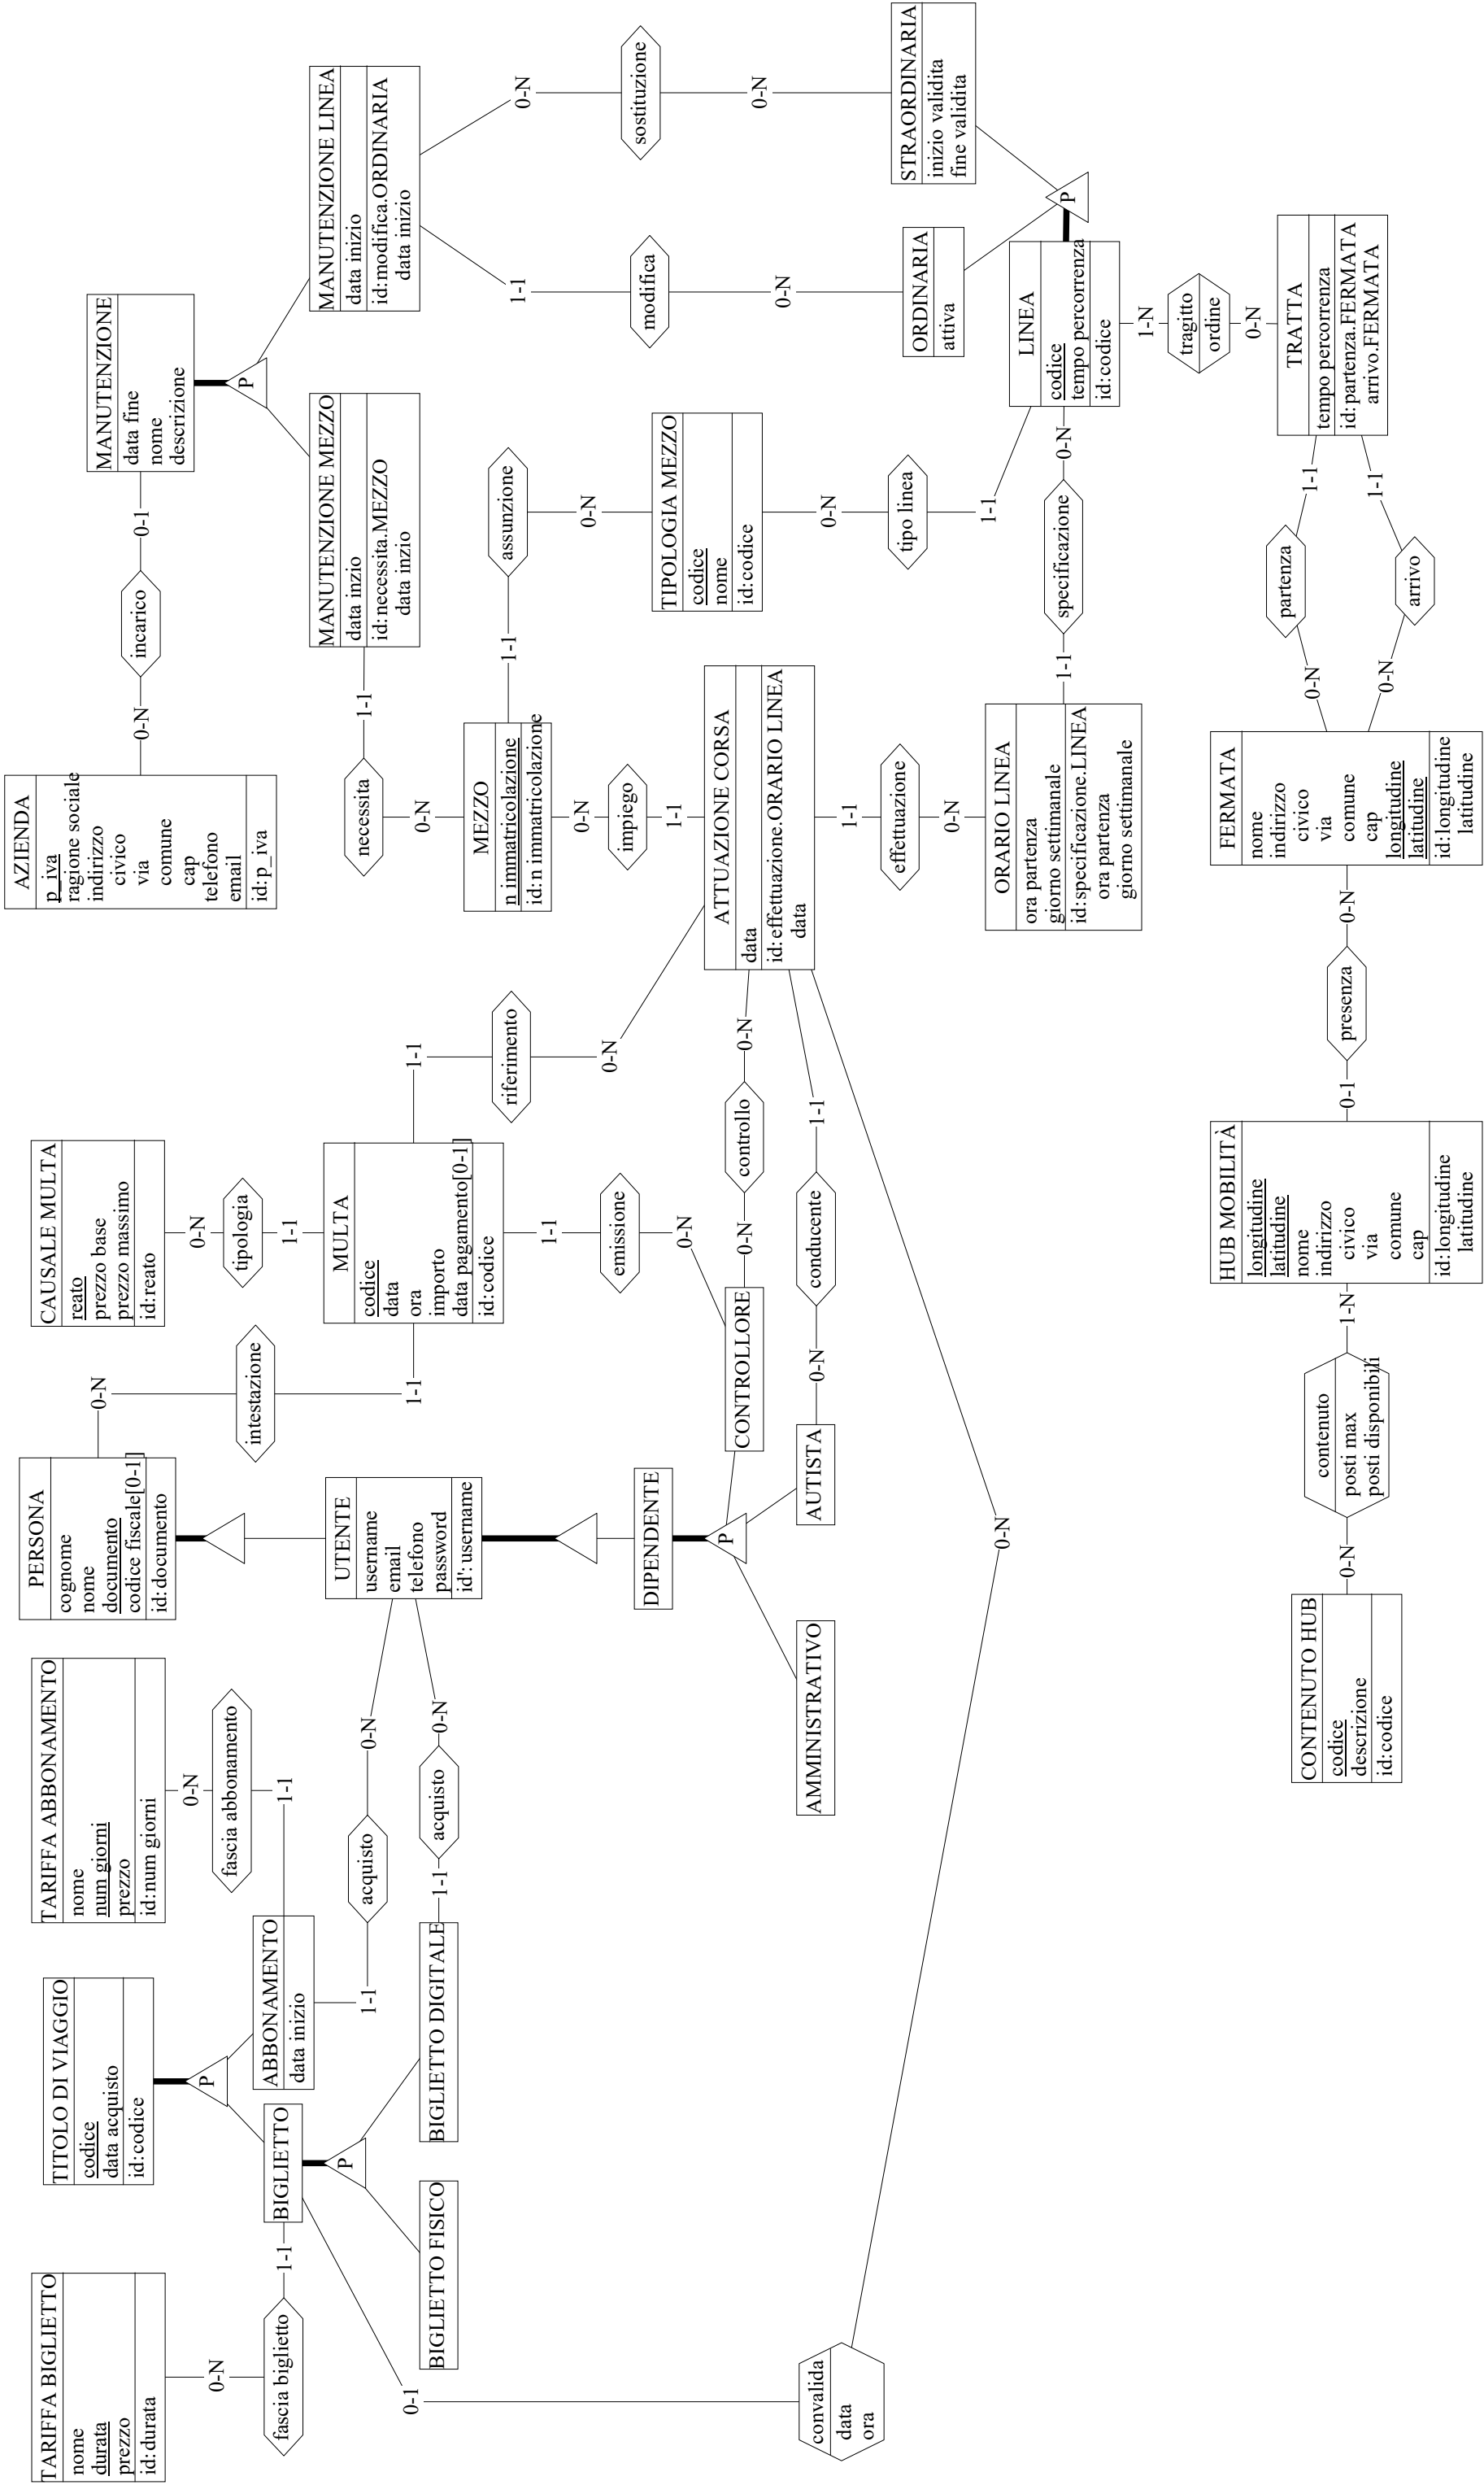 TARIFFA BIGLIETTO
nome
durata
prezzo
id:durata
0-N
fascia biglietto
1-1
TITOLO DI VIAGGIO
codice
data acquisto
id:codice
P
BIGLIETTO
P
BIGLIETTO FISICO
BIGLIETTO DIGITALE
ABBONAMENTO
data inizio
TARIFFA ABBONAMENTO
nome
num giorni
prezzo
id:num giorni
0-N
fascia abbonamento
1-1
1-1
acquisto
0-N
1-1
acquisto
0-N
PERSONA
cognome
nome
documento
codice fiscale[0-1]
id:documento
UTENTE
username
email
telefono
password
id':username
DIPENDENTE
P
AMMINISTRATIVO
AUTISTA
CONTROLLORE
0-N
intestazione
1-1
CAUSALE MULTA
reato
prezzo base
prezzo massimo
id:reato
0-N
tipologia
1-1
MULTA
codice
data
ora
importo
data pagamento[0-1]
id:codice
1-1
emissione
0-N
1-1
riferimento
0-N
0-N
controllo
0-N
0-N
conducente
1-1
0-1
convalida
data
ora
0-N
AZIENDA
p_iva
ragione sociale
indirizzo
civico
via
comune
cap
telefono
email
id:p_iva
0-N
incarico
0-1
MANUTENZIONE
data fine
nome
descrizione
P
MANUTENZIONE MEZZO
data inzio
id:necessita.MEZZO
data inzio
MANUTENZIONE LINEA
data inizio
id:modifica.ORDINARIA
data inizio
1-1
necessita
0-N
MEZZO
n immatricolazione
id:n immatricolazione
1-1
assunzione
0-N
0-N
impiego
1-1
TIPOLOGIA MEZZO
codice
nome
id:codice
0-N
tipo linea
1-1
1-1
modifica
0-N
0-N
sostituzione
0-N
ATTUAZIONE CORSA
data
id:effettuazione.ORARIO LINEA
data
1-1
effettuazione
0-N
ORDINARIA
attiva
STRAORDINARIA
inizio validita
fine validita
P
ORARIO LINEA
ora partenza
giorno settimanale
id:specificazione.LINEA
ora partenza
giorno settimanale
1-1
specificazione
0-N
LINEA
codice
tempo percorrenza
id:codice
1-N
tragitto
ordine
0-N
CONTENUTO HUB
codice
descrizione
id:codice
0-N
contenuto
posti max
posti disponibili
1-N
HUB MOBILITÀ
longitudine
latitudine
nome
indirizzo
civico
via
comune
cap
id:longitudine
latitudine
0-1
presenza
0-N
FERMATA
nome
indirizzo
civico
via
comune
cap
longitudine
latitudine
id:longitudine
latitudine
0-N
partenza
1-1
0-N
arrivo
1-1
TRATTA
tempo percorrenza
id:partenza.FERMATA
arrivo.FERMATA